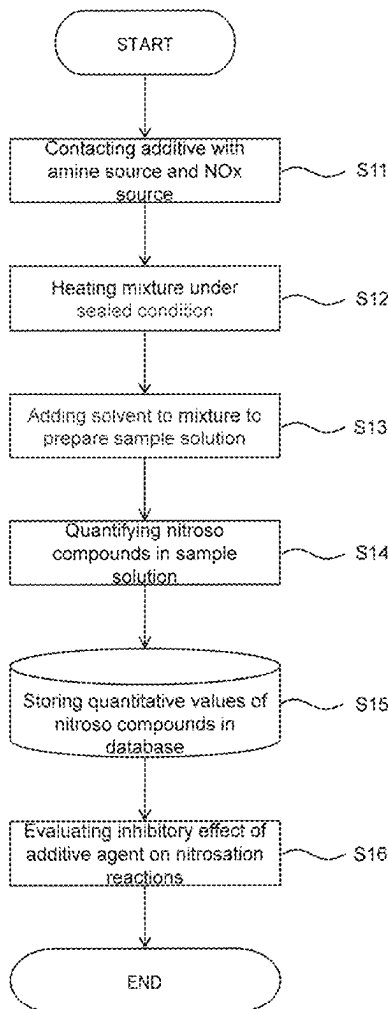 START
Contacting additive with
amine source and NOx
source
S11
Heating mixture under
sealed condition
S12
Adding solvent to mixture to
prepare sample solution
S13
Quantifying nitroso
compounds in sample
solution
S14
Storing quantitative values of
nitroso compounds in
database
S15
Evaluating inhibitory effect of
additive agent on nitrosation
reactions
S16
END